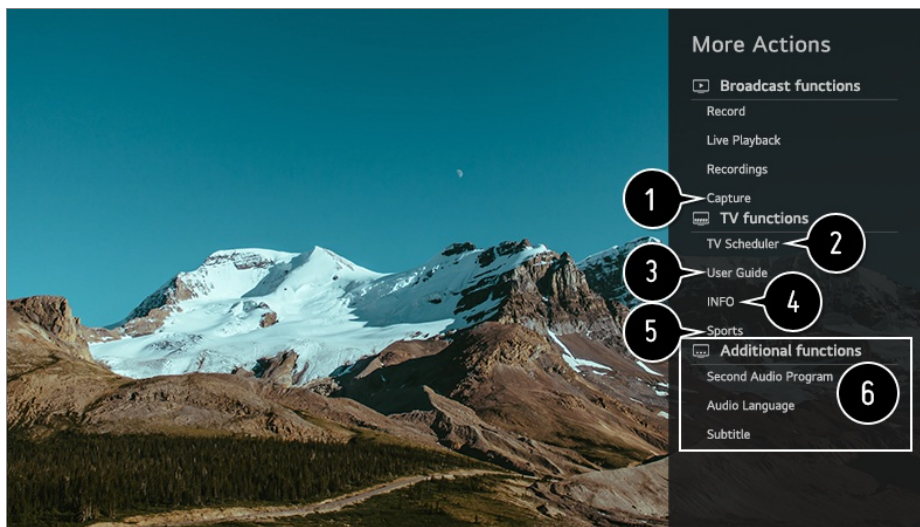 More Actions
Broadcast functions
Record
Live Playback
Recordings
1
Capture
TV functions
TV Scheduler
2
3
User Guide
INFO
4
5
Sports
Additional functions
Second Audio Program
6
Audio Language
Subtitle